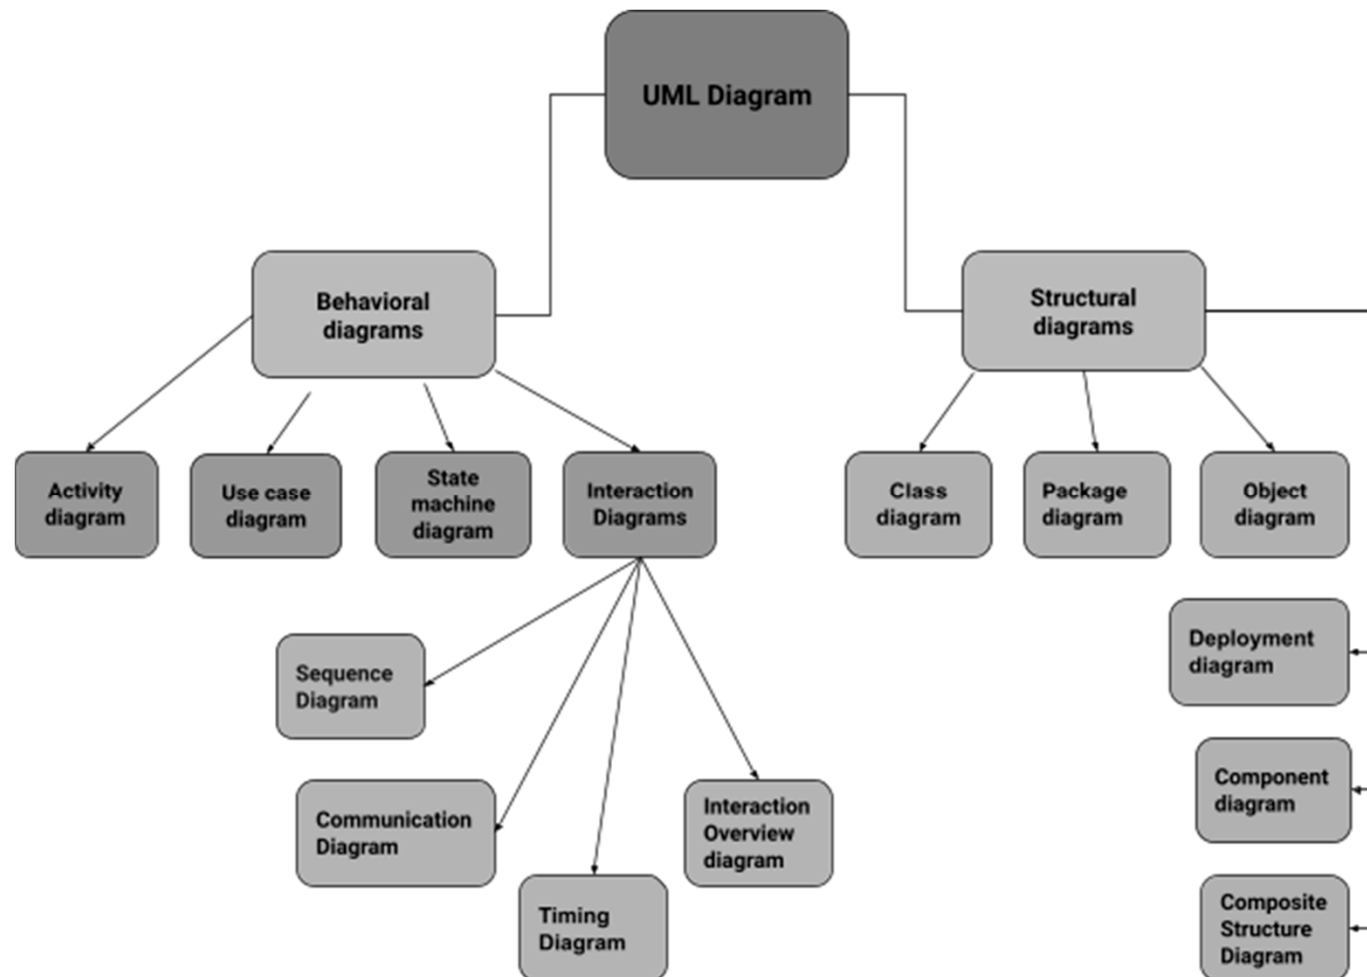 UML Diagram
Behavioral
diagrams
Structural
diagrams
Activity
diagram
Use case
diagram
State
machine
diagram
Interaction
Diagrams
Class
diagram
Package
diagram
Object
diagram
Sequence
Diagram
Communication
Diagram
Timing
Diagram
Interaction
Overview
diagram
Deployment
diagram
Component
diagram
Composite
Structure
Diagram